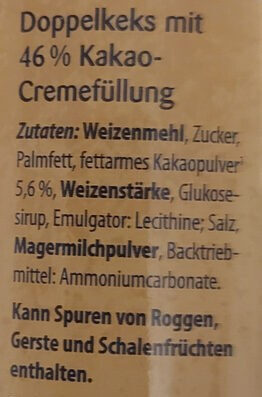 Doppelkeks mit
46 % Kakao-
Cremefüllung
Zutaten: Weizenmehl, Zucker,
Palmfett, fettarmes Kakaopulver¹
5,6 %, Weizenstärke, Glukose-
sirup, Emulgator: Lecithine; Salz,
Magermilchpulver, Backtrieb-
mittel: Ammoniumcarbonate.
Kann Spuren von Roggen,
Gerste und Schalenfrüchten
enthalten.